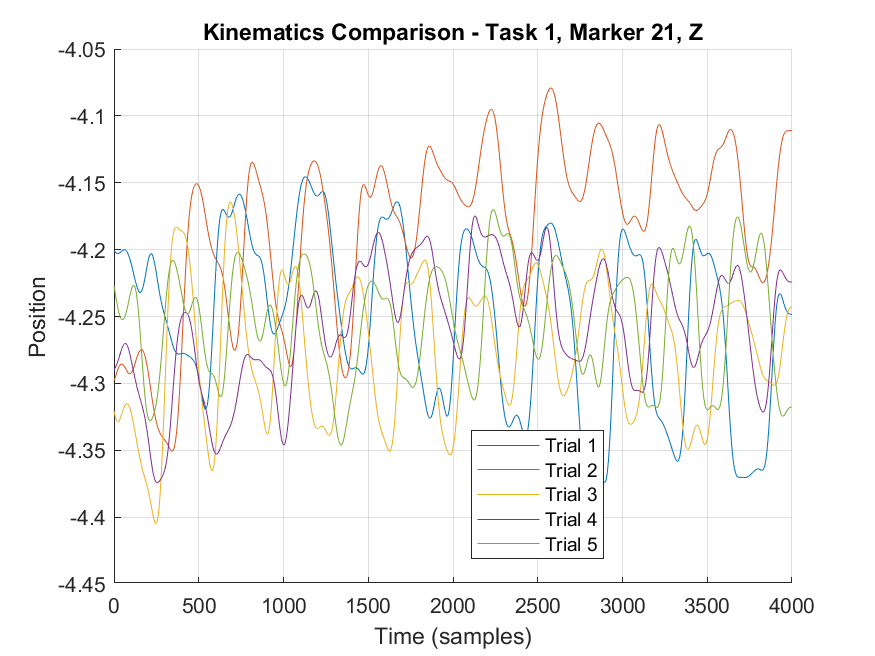 Kinematics Comparison - Task 1, Marker 21, Z
-4.05
-4.1
-4.15
-4.2
-4.25
-4.3
-4.35
-4.4
-4.45
Position
0 500 1000 1500 2000 2500 3000 3500 4000
Time (samples)
Trial 1
Trial 2
Trial 3
Trial 4
Trial 5